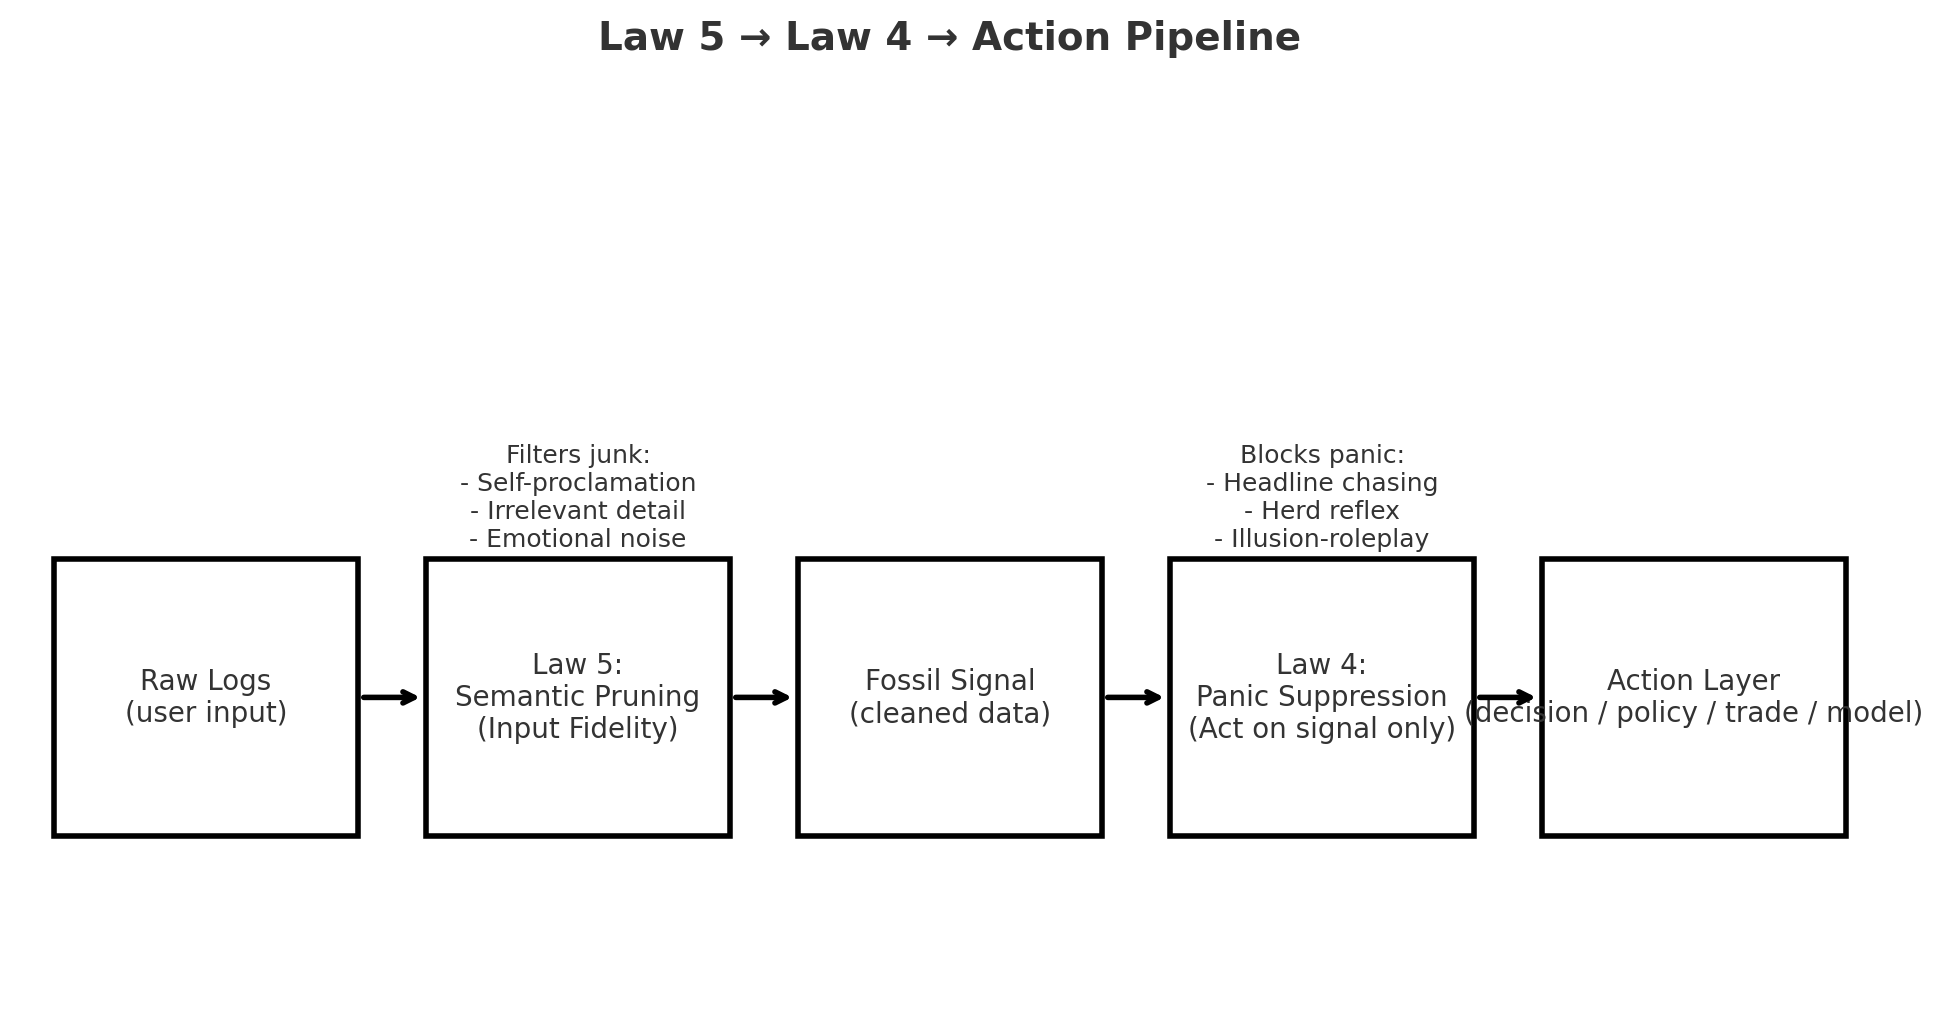 Law 5 → Law 4 → Action Pipeline
Filters junk:
- Self-proclamation
- Irrelevant detail
- Emotional noise
Blocks panic:
- Headline chasing
- Herd reflex
- Illusion-roleplay
Raw Logs
(user input)
Law 5:
Semantic Pruning
(Input Fidelity)
Fossil Signal
(cleaned data)
Law 4:
Panic Suppression
(Act on signal only)
Action Layer
(decision / policy / trade / model)